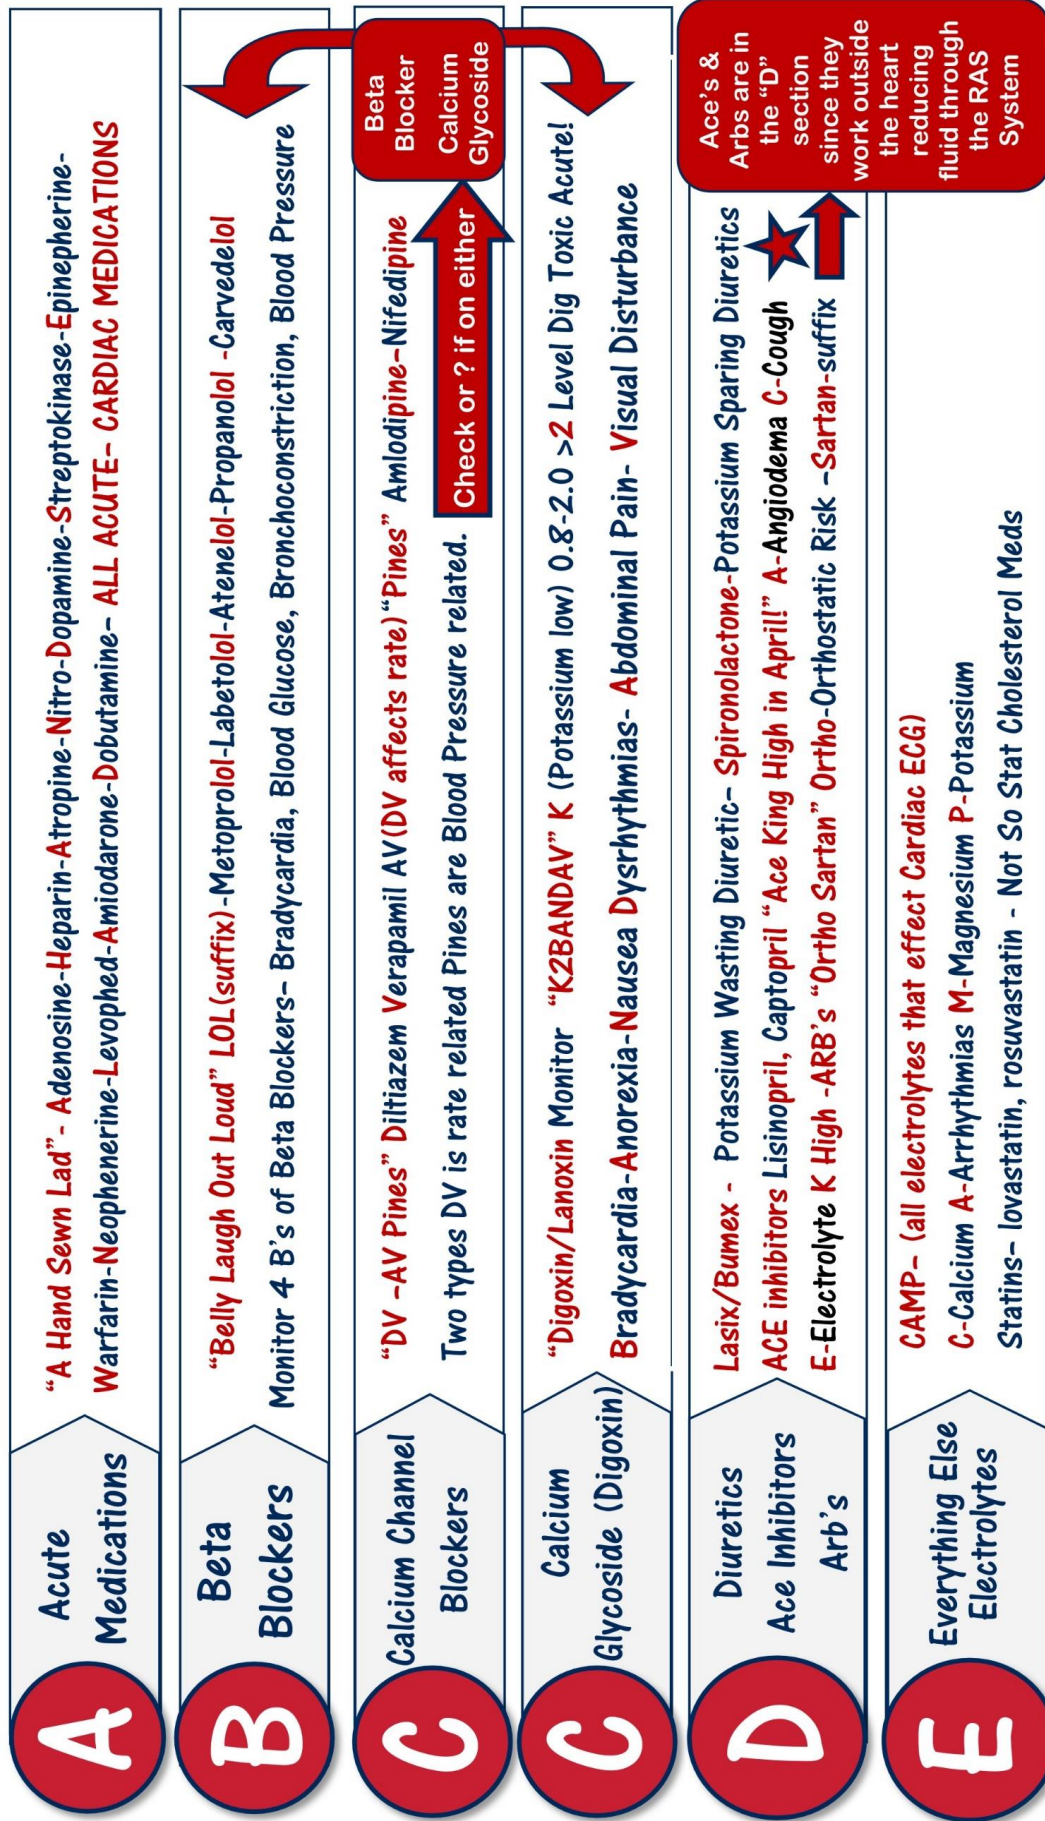 A
Acute
Medications
“A Hand Sewn Lad”- Adenosine-Heparin-Atropine-Nitro-Dopamine-Streptokinase-Epinepherine-
Warfarin-Neophenerine-Levophed-Amiodarone-Dobutamine- ALL ACUTE- CARDIAC MEDICATIONS
B
Beta
Blockers
“Belly Laugh Out Loud” LOL(suffix)-Metoprolol-Labetolol-Atenelol-Propanolol -Carvedelol
Monitor 4 B's of Beta Blockers- Bradycardia, Blood Glucose, Bronchoconstriction, Blood Pressure
C
Calcium Channel
Blockers
“DV -AV Pines” Diltiazem Verapamil AV(DV affects rate) “Pines” Amlodipine-Nifedipine
Two types DV is rate related Pines are Blood Pressure related.
Check or ? if on either
Beta
Blocker
Calcium
Glycoside
C
Calcium
Glycoside (Digoxin)
“Digoxin/Lanoxin Monitor “K2BANDAV” K (Potassium low) 0.8-2.0 >2 Level Dig Toxic Acute!
Bradycardia-Anorexia-Nausea Dysrhythmias- Abdominal Pain- Visual Disturbance
D
Diuretics
Ace Inhibitors
Arb's
Lasix/Bumex - Potassium Wasting Diuretic- Spironolactone-Potassium Sparing Diuretics
ACE inhibitors Lisinopril, Captopril “Ace King High in April!” A-Angiodema C-Cough
E-Electrolyte K High -ARB's “Ortho Sartan” Ortho-Orthostatic Risk -Sartan-suffix
Ace's &
Arbs are in
the “D”
section
since they
work outside
the heart
reducing
fluid through
the RAS
System
E
Everything Else
Electrolytes
CAMP- (all electrolytes that effect Cardiac ECG)
C-Calcium A-Arrhythmias M-Magnesium P-Potassium
Statins- lovastatin, rosuvastatin - Not So Stat Cholesterol Meds